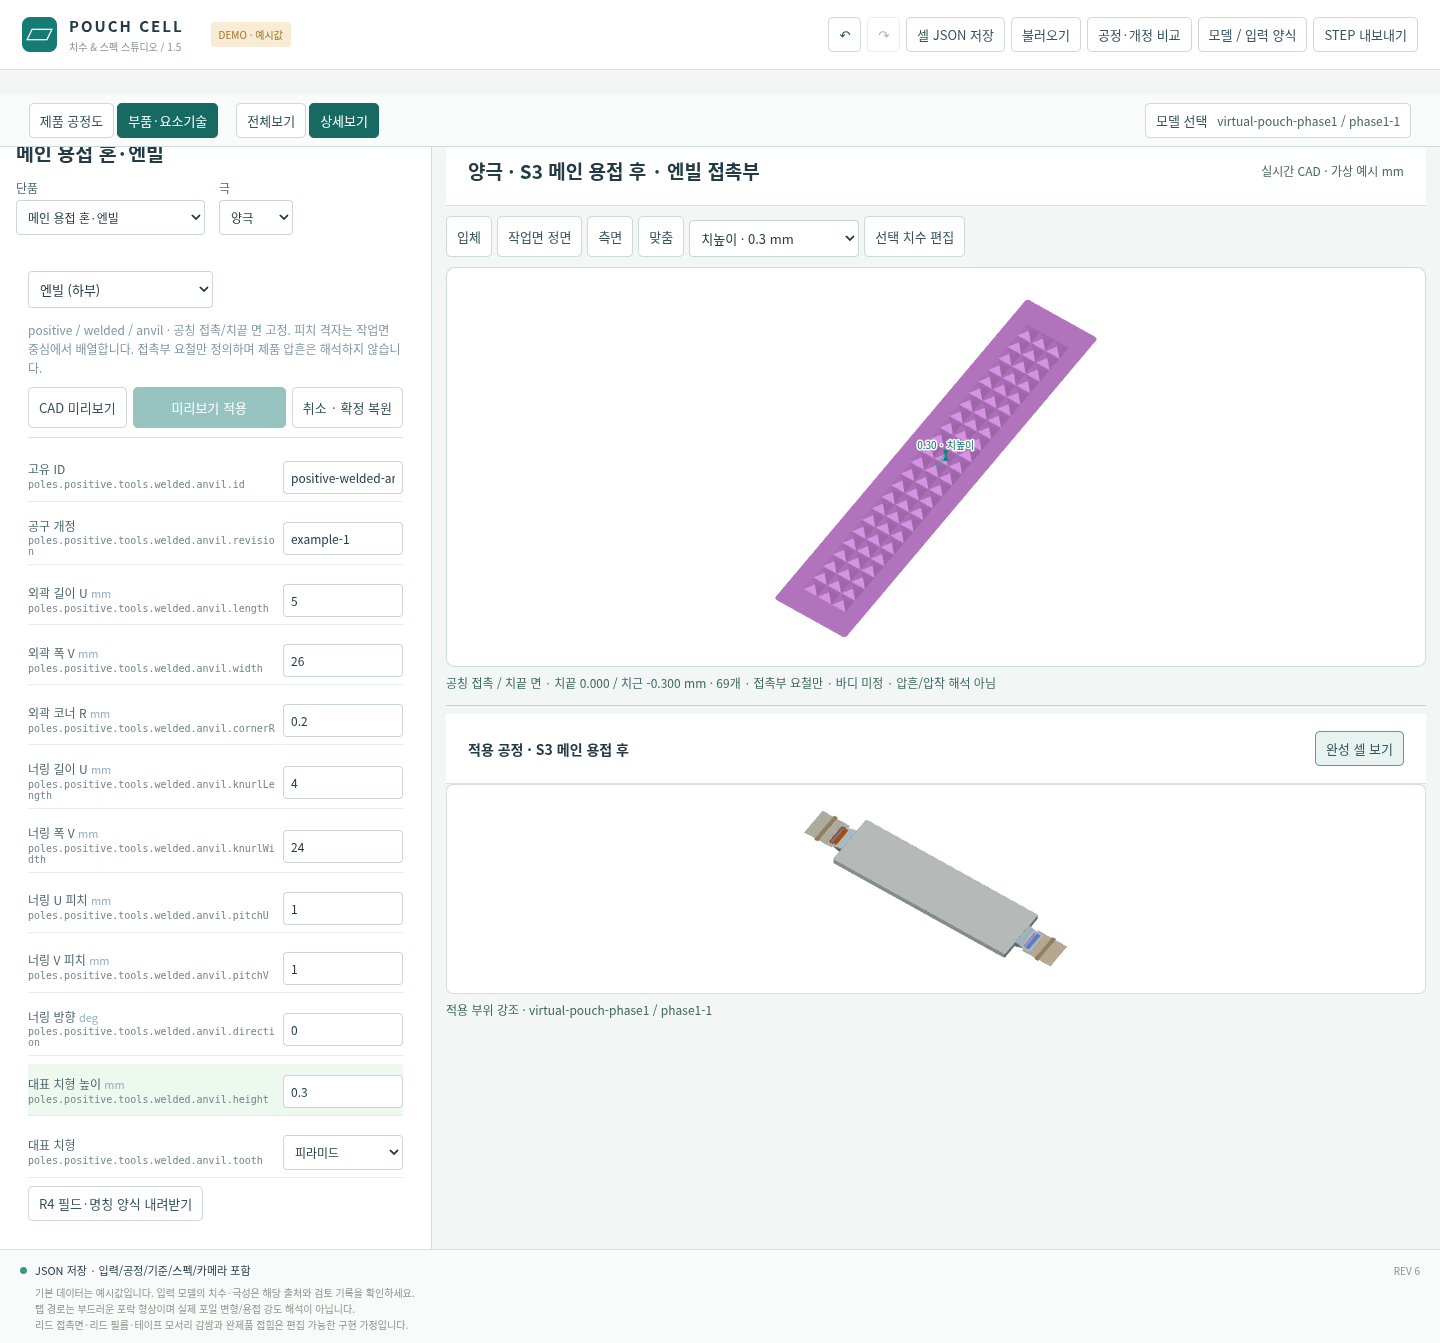 POUCH CELL
치수 & 스펙 스튜디오 / 1.5
DEMO · 예시값
↶
↷
셀 JSON 저장
불러오기
공정·개정 비교
모델 / 입력 양식
STEP 내보내기
제품 공정도
부품·요소기술
전체보기
상세보기
모델 선택 virtual-pouch-phase1 / phase1-1
메인 용접 혼·엔빌
단품
극
메인 용접 혼·엔빌
양극
엔빌 (하부)
positive / welded / anvil · 공칭 접촉/치끝 면 고정. 피치 격자는 작업면
중심에서 배열합니다. 접촉부 요철만 정의하며 제품 압흔은 해석하지 않습니
다.
CAD 미리보기
미리보기 적용
취소 · 확정 복원
고유 ID
poles.positive.tools.welded.anvil.id
positive-welded-ar
공구 개정
poles.positive.tools.welded.anvil.revisio
n
example-1
외곽 길이 U mm
poles.positive.tools.welded.anvil.length
5
외곽 폭 V mm
poles.positive.tools.welded.anvil.width
26
외곽 코너 R mm
poles.positive.tools.welded.anvil.cornerR
0.2
너링 길이 U mm
poles.positive.tools.welded.anvil.knurlLe
ngth
4
너링 폭 V mm
poles.positive.tools.welded.anvil.knurlWi
dth
24
너링 U 피치 mm
poles.positive.tools.welded.anvil.pitchU
1
너링 V 피치 mm
poles.positive.tools.welded.anvil.pitchV
1
너링 방향 deg
poles.positive.tools.welded.anvil.directi
on
0
대표 치형 높이 mm
poles.positive.tools.welded.anvil.height
0.3
대표 치형
poles.positive.tools.welded.anvil.tooth
피라미드
R4 필드·명칭 양식 내려받기
양극 · S3 메인 용접 후 · 엔빌 접촉부
실시간 CAD · 가상 예시 mm
입체
작업면 정면
측면
맞춤
치높이 · 0.3 mm
선택 치수 편집
0.30 · 치높이
공칭 접촉 / 치끝 면 · 치끝 0.000 / 치근 -0.300 mm · 69개 · 접촉부 요철만 · 바디 미정 · 압흔/압착 해석 아님
적용 공정 · S3 메인 용접 후
완성 셀 보기
적용 부위 강조 · virtual-pouch-phase1 / phase1-1
JSON 저장 · 입력/공정/기준/스펙/카메라 포함
REV 6
기본 데이터는 예시값입니다. 입력 모델의 치수·극성은 해당 출처와 검토 기록을 확인하세요.
탭 경로는 부드러운 포락 형상이며 실제 포일 변형/용접 강도 해석이 아닙니다.
리드 접촉면·리드 필름·테이프 모서리 감쌈과 완제품 접힘은 편집 가능한 구현 가정입니다.